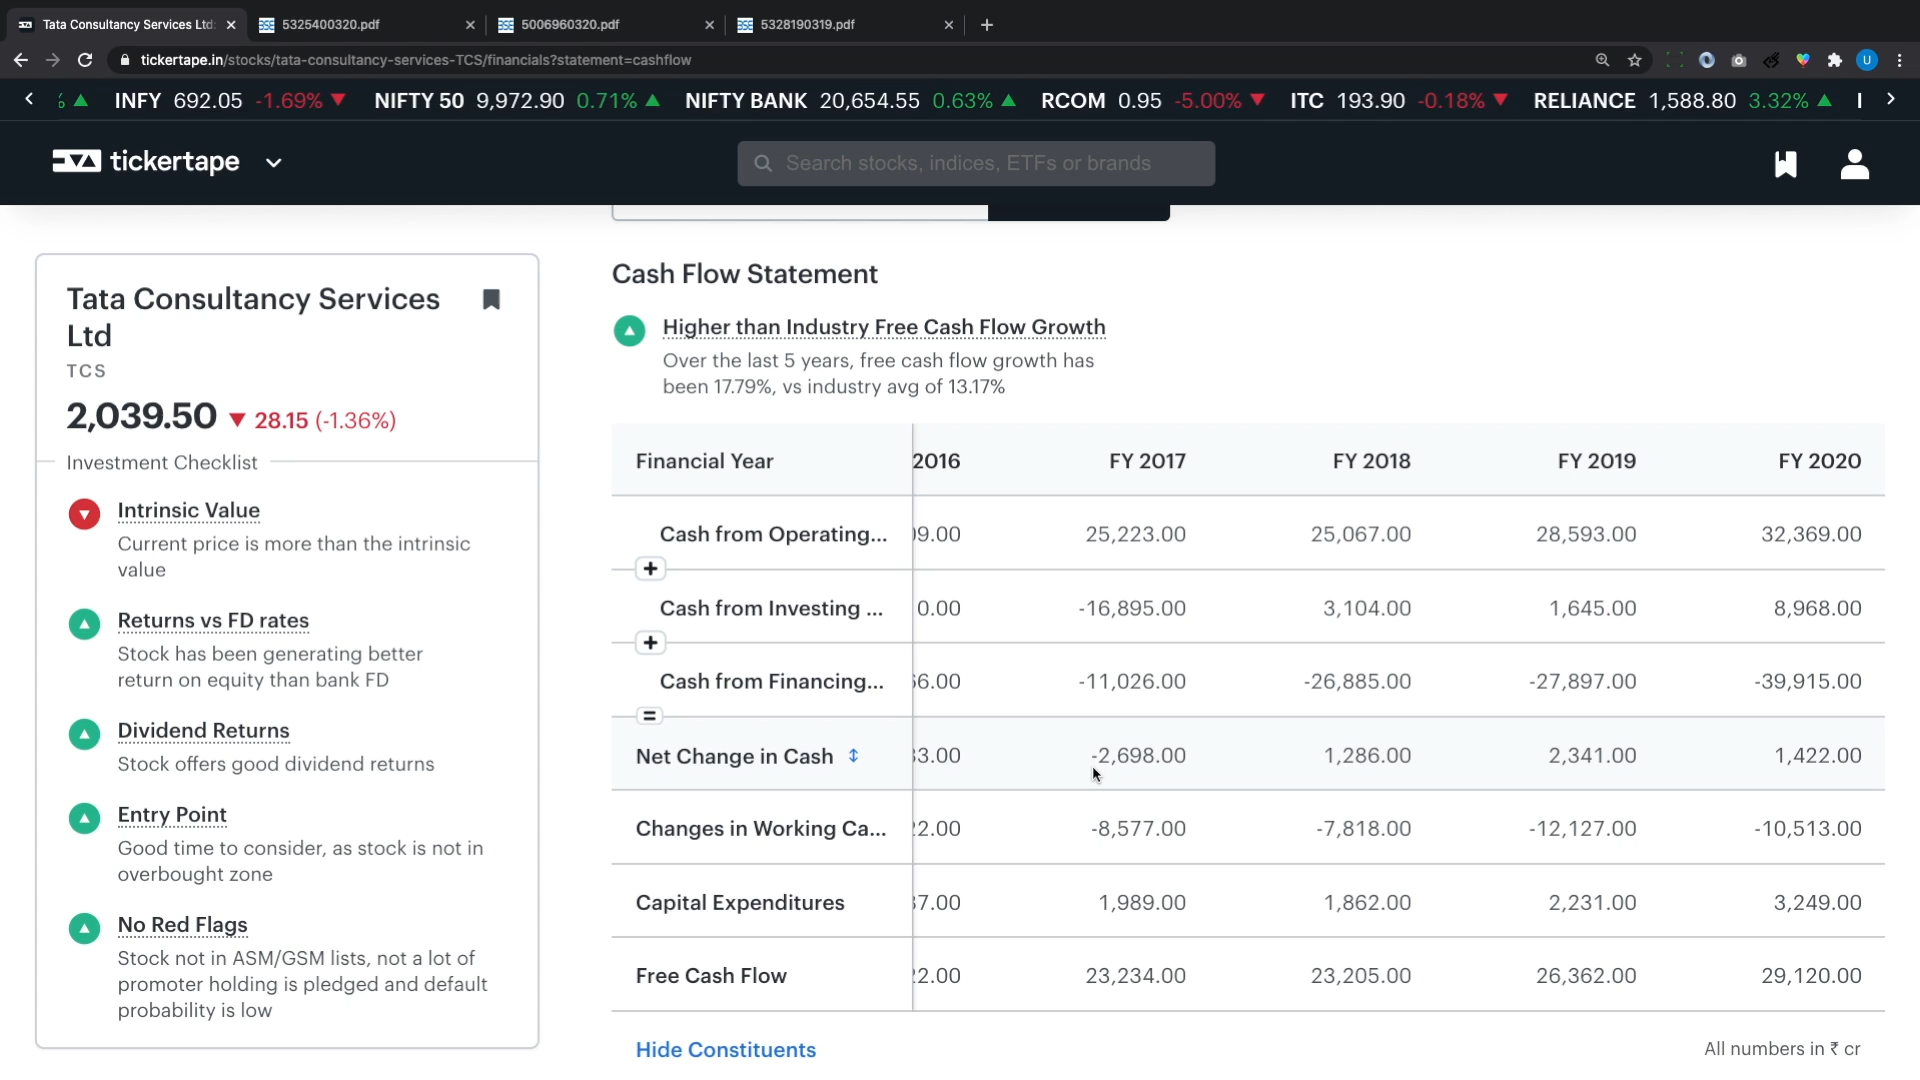 Tata Consultancy Services Ltd
5325400320.pdf
5006960320.pdf
5328190319.pdf
tickertape.in/stocks/tata-consultancy-services-TCS/financials?statement=cashflow
U
% ▲ INFY 692.05 -1.69% ▼ NIFTY 50 9,972.90 0.71% ▲ NIFTY BANK 20,654.55 0.63% ▲ RCOM 0.95 -5.00% ▼ ITC 193.90 -0.18% ▼ RELIANCE 1,588.80 3.32% ▲
tickertape
Search stocks, indices, ETFs or brands
Tata Consultancy Services
Ltd
TCS
2,039.50 ▼ 28.15 (-1.36%)
Investment Checklist
Intrinsic Value
Current price is more than the intrinsic
value
Returns vs FD rates
Stock has been generating better
return on equity than bank FD
Dividend Returns
Stock offers good dividend returns
Entry Point
Good time to consider, as stock is not in
overbought zone
No Red Flags
Stock not in ASM/GSM lists, not a lot of
promoter holding is pledged and default
probability is low
Cash Flow Statement
Higher than Industry Free Cash Flow Growth
Over the last 5 years, free cash flow growth has
been 17.79%, vs industry avg of 13.17%
Financial Year 2016 FY 2017 FY 2018 FY 2019 FY 2020
Cash from Operating... 9.00 25,223.00 25,067.00 28,593.00 32,369.00
+
Cash from Investing ... 0.00 -16,895.00 3,104.00 1,645.00 8,968.00
+
Cash from Financing... 6.00 -11,026.00 -26,885.00 -27,897.00 -39,915.00
=
Net Change in Cash 3.00 -2,698.00 1,286.00 2,341.00 1,422.00
Changes in Working Ca... 2.00 -8,577.00 -7,818.00 -12,127.00 -10,513.00
Capital Expenditures 7.00 1,989.00 1,862.00 2,231.00 3,249.00
Free Cash Flow 2.00 23,234.00 23,205.00 26,362.00 29,120.00
Hide Constituents
All numbers in ₹ cr